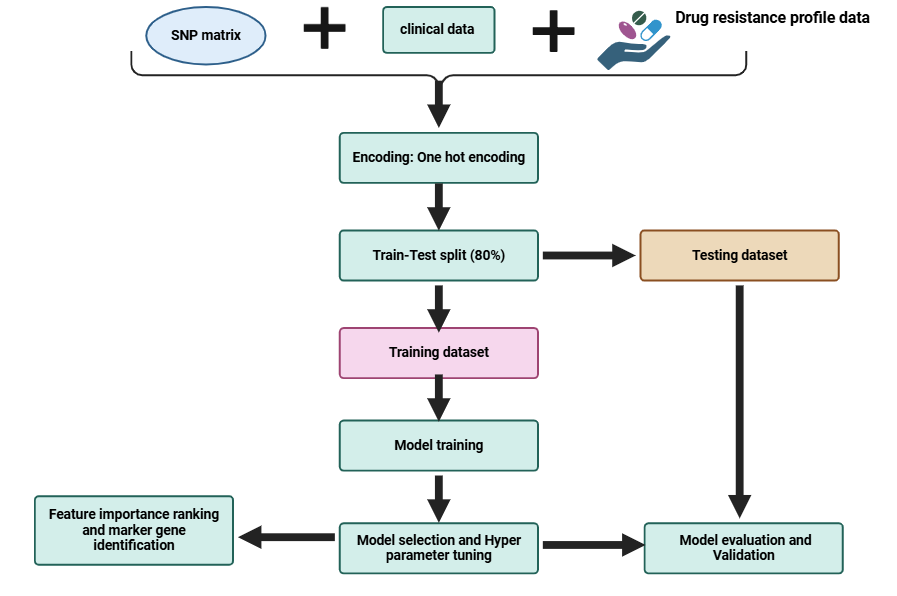 SNP matrix
clinical data
Drug resistance profile data
Encoding: One hot encoding
Train-Test split (80%)
Testing dataset
Training dataset
Model training
Feature importance ranking
and marker gene
identification
Model selection and Hyper
parameter tuning
Model evaluation and
Validation